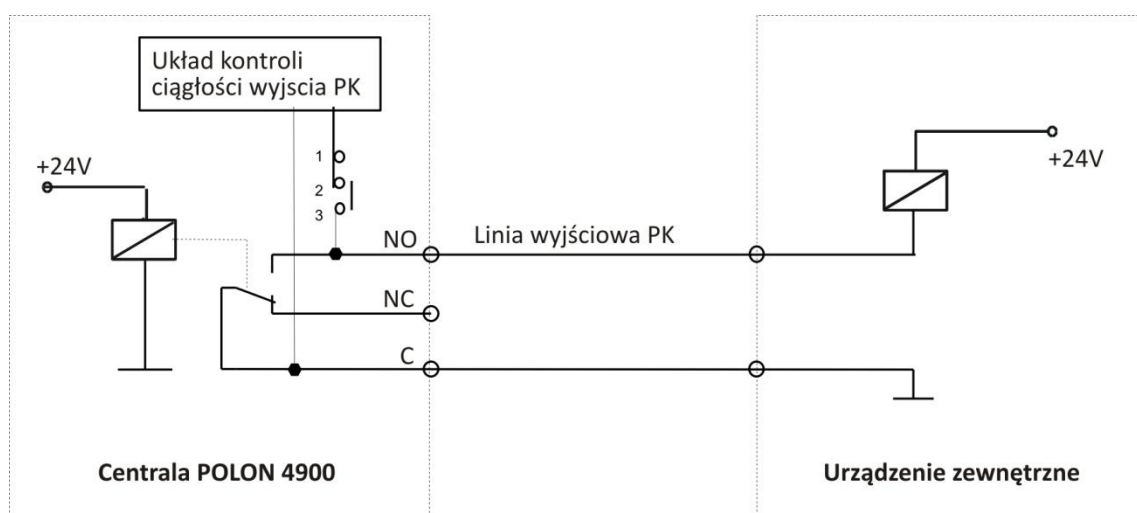 Układ kontroli
ciągłości wyjscia PK
+24V
1
2
3
+24V
NO
Linia wyjściowa PK
NC
C
Centrala POLON 4900
Urządzenie zewnętrzne